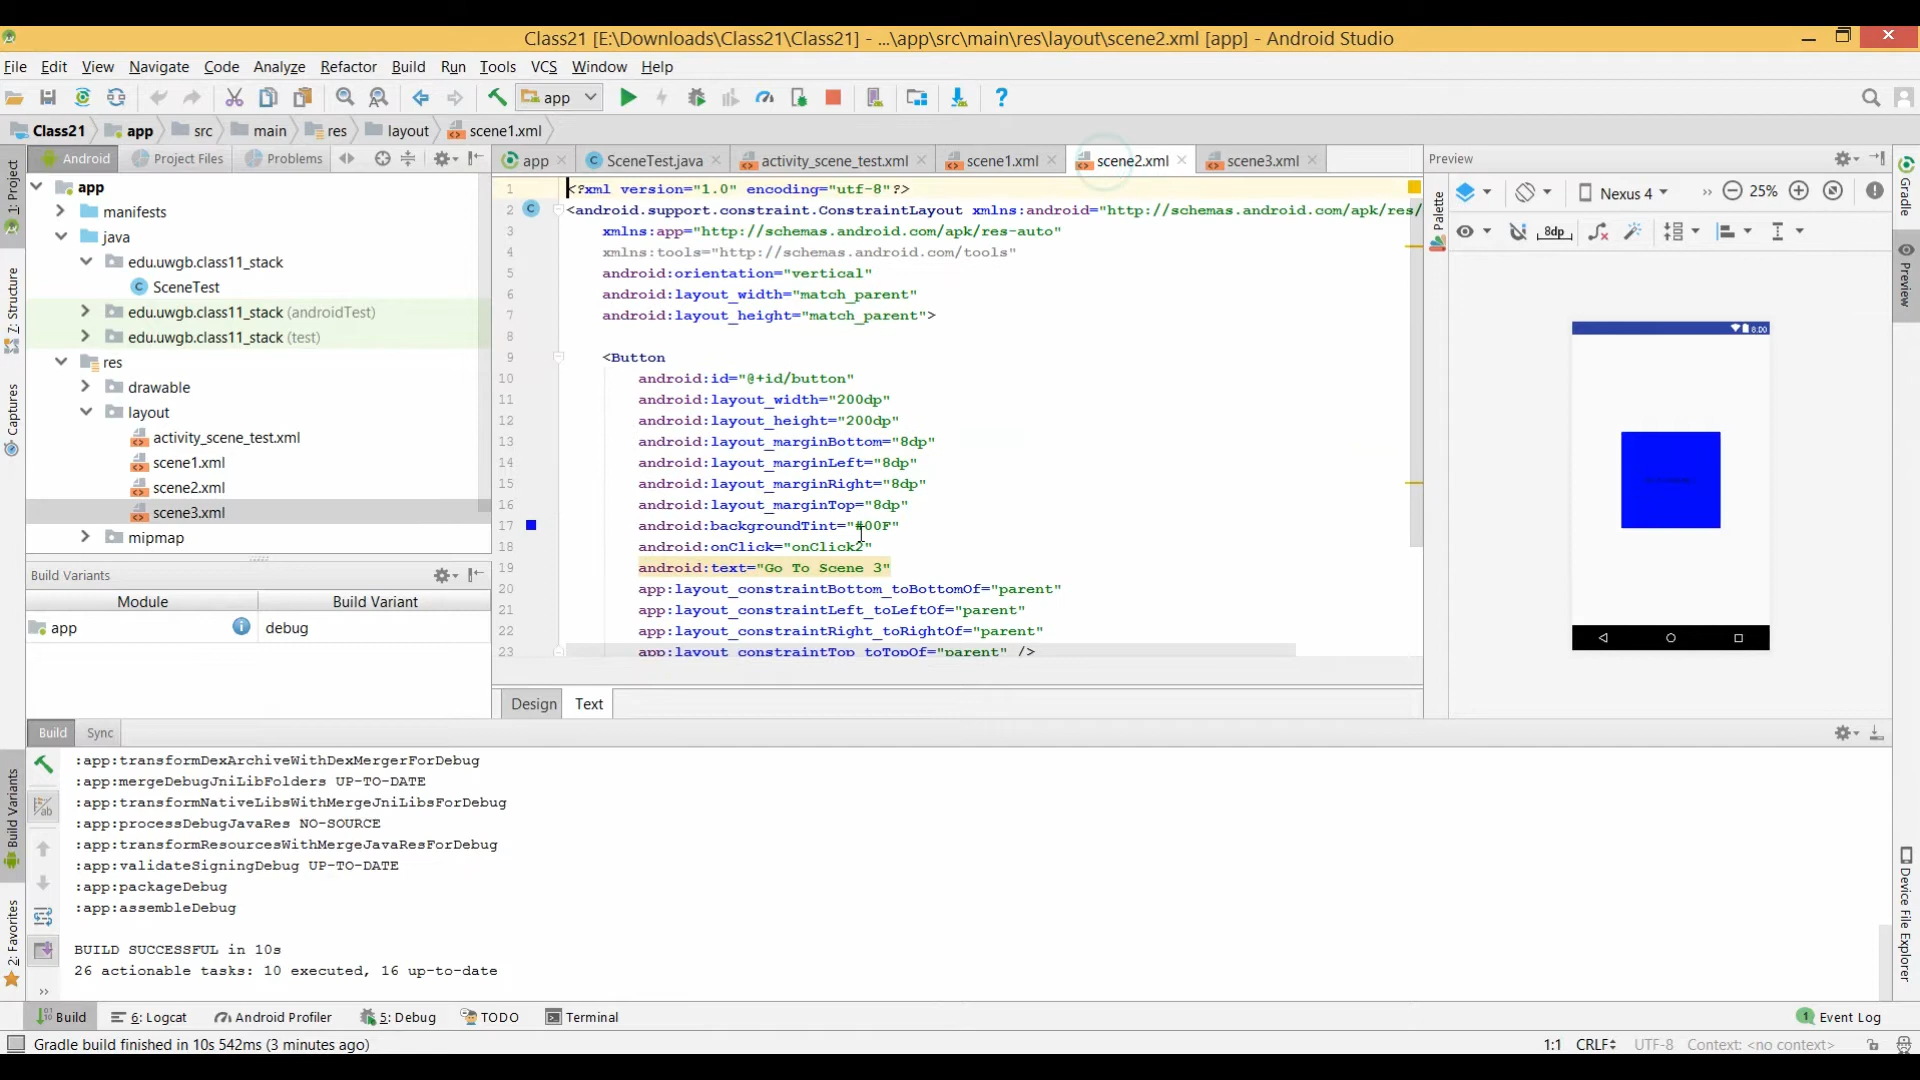 Class21 [E:\Downloads\Class21\Class21] - ...\app\src\main\res\layout\scene2.xml [app] - Android Studio
File Edit View Navigate Code Analyze Refactor Build Run Tools VCS Window Help
app
Class21 app src main res layout scene1.xml
Android Project Files Problems
app SceneTest.java activity_scene_test.xml scene1.xml scene2.xml scene3.xml
Preview
1: Project
7: Structure
Captures
Build Variants
2: Favorites
app
manifests
java
edu.uwgb.class11_stack
SceneTest
edu.uwgb.class11_stack (androidTest)
edu.uwgb.class11_stack (test)
res
drawable
layout
activity_scene_test.xml
scene1.xml
scene2.xml
scene3.xml
mipmap
Build Variants
Module Build Variant
app debug
1 <?xml version="1.0" encoding="utf-8"?>
2 <android.support.constraint.ConstraintLayout xmlns:android="http://schemas.android.com/apk/res/
3 xmlns:app="http://schemas.android.com/apk/res-auto"
4 xmlns:tools="http://schemas.android.com/tools"
5 android:orientation="vertical"
6 android:layout_width="match_parent"
7 android:layout_height="match_parent">
8
9 <Button
10 android:id="@+id/button"
11 android:layout_width="200dp"
12 android:layout_height="200dp"
13 android:layout_marginBottom="8dp"
14 android:layout_marginLeft="8dp"
15 android:layout_marginRight="8dp"
16 android:layout_marginTop="8dp"
17 android:backgroundTint="#00F"
18 android:onClick="onClick2"
19 android:text="Go To Scene 3"
20 app:layout_constraintBottom_toBottomOf="parent"
21 app:layout_constraintLeft_toLeftOf="parent"
22 app:layout_constraintRight_toRightOf="parent"
23 app:layout_constraintTop_toTopOf="parent" />
Design Text
Palette
Nexus 4 25%
8dp
8:00
Gradle
Preview
Device File Explorer
Build Sync
:app:transformDexArchiveWithDexMergerForDebug
:app:mergeDebugJniLibFolders UP-TO-DATE
:app:transformNativeLibsWithMergeJniLibsForDebug
:app:processDebugJavaRes NO-SOURCE
:app:transformResourcesWithMergeJavaResForDebug
:app:validateSigningDebug UP-TO-DATE
:app:packageDebug
:app:assembleDebug
BUILD SUCCESSFUL in 10s
26 actionable tasks: 10 executed, 16 up-to-date
Build 6: Logcat Android Profiler 5: Debug TODO Terminal 1 Event Log
Gradle build finished in 10s 542ms (3 minutes ago) 1:1 CRLF UTF-8 Context: <no context>